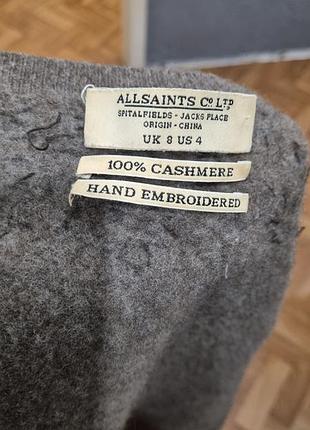 ALLSAINTS CO LTD
SPITALFIELDS - JACKS PLACE
ORIGIN - CHINA
UK 8 US 4
100% CASHMERE
HAND EMBROIDERED